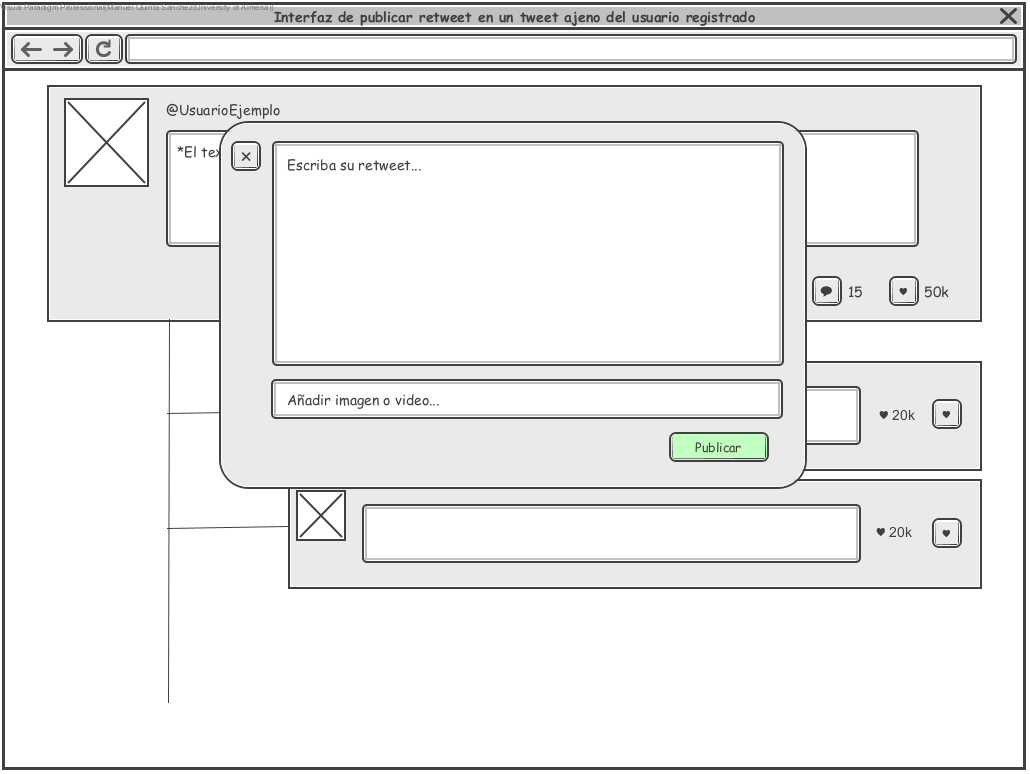 Visual Paradigm Professional(Manuel Quinta Sanchez(University of Almeria))
Interfaz de publicar retweet en un tweet ajeno del usuario registrado
@UsuarioEjemplo
*El tex
Escriba su retweet...
15
50k
Añadir imagen o video...
20k
Publicar
20k